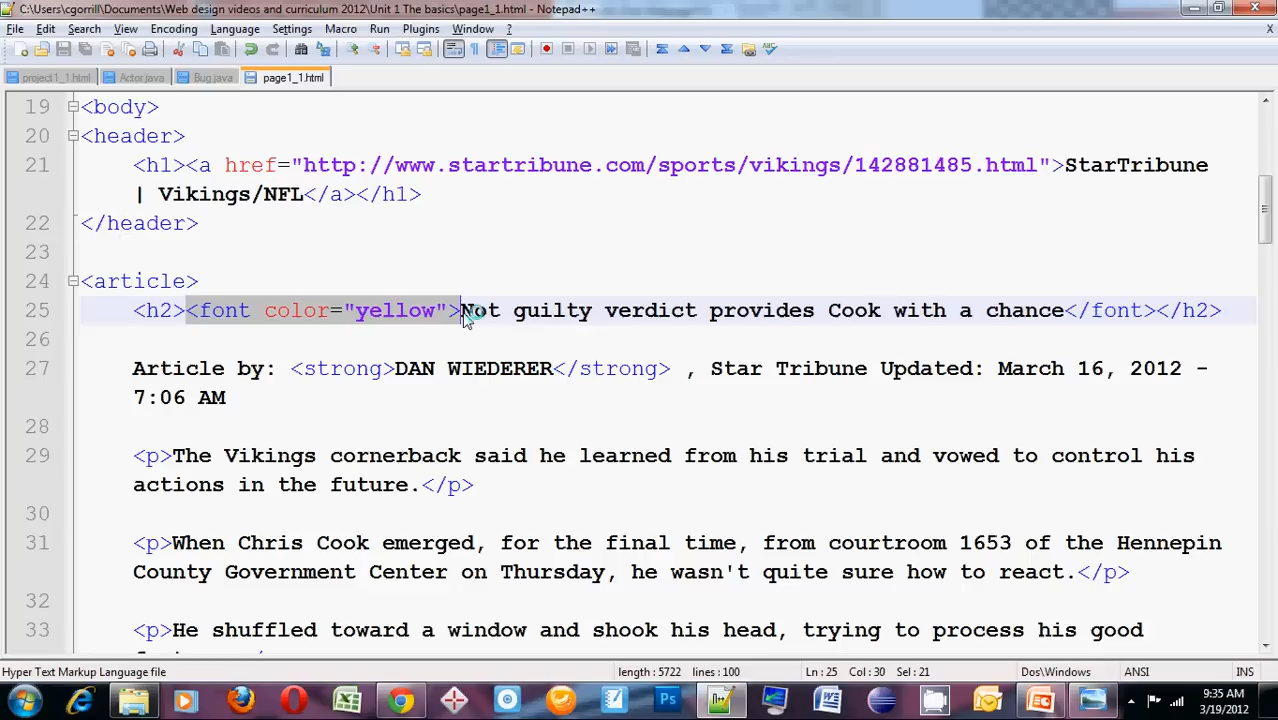 C:\Users\cgorrill\Documents\Web design videos and curriculum 2012\Unit 1 The basics\page1_1.html - Notepad++
File Edit Search View Encoding Language Settings Macro Run Plugins Window ? X
project1_1.html Actor.java Bug.java page1_1.html
19 <body>
20 <header>
21 <h1><a href="http://www.startribune.com/sports/vikings/142881485.html">StarTribune
| Vikings/NFL</a></h1>
22 </header>
23
24 <article>
25 <h2><font color="yellow">Not guilty verdict provides Cook with a chance</font></h2>
26
27 Article by: <strong>DAN WIEDERER</strong> , Star Tribune Updated: March 16, 2012 -
7:06 AM
28
29 <p>The Vikings cornerback said he learned from his trial and vowed to control his
actions in the future.</p>
30
31 <p>When Chris Cook emerged, for the final time, from courtroom 1653 of the Hennepin
County Government Center on Thursday, he wasn't quite sure how to react.</p>
32
33 <p>He shuffled toward a window and shook his head, trying to process his good
Hyper Text Markup Language file length : 5722 lines : 100 Ln : 25 Col : 30 Sel : 21 Dos\Windows ANSI INS
Ps 9:35 AM
3/19/2012